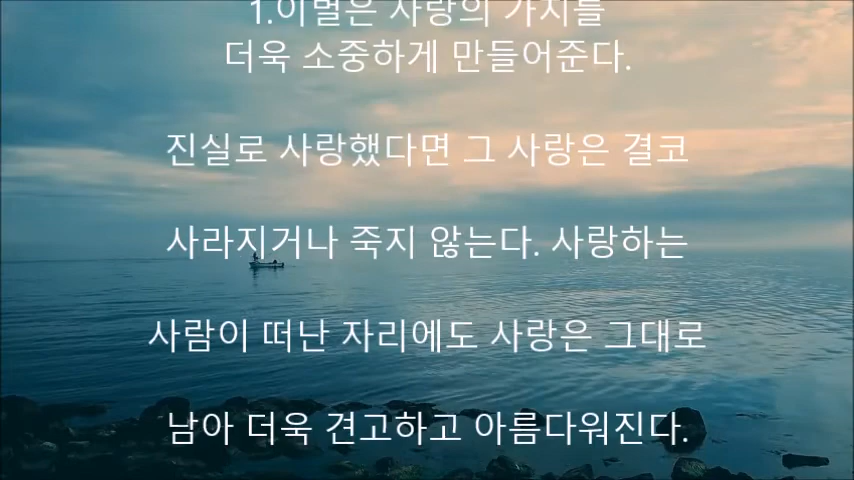 1.이별은 사랑의 가치를
더욱 소중하게 만들어준다.
진실로 사랑했다면 그 사랑은 결코
사라지거나 죽지 않는다. 사랑하는
사람이 떠난 자리에도 사랑은 그대로
남아 더욱 견고하고 아름다워진다.